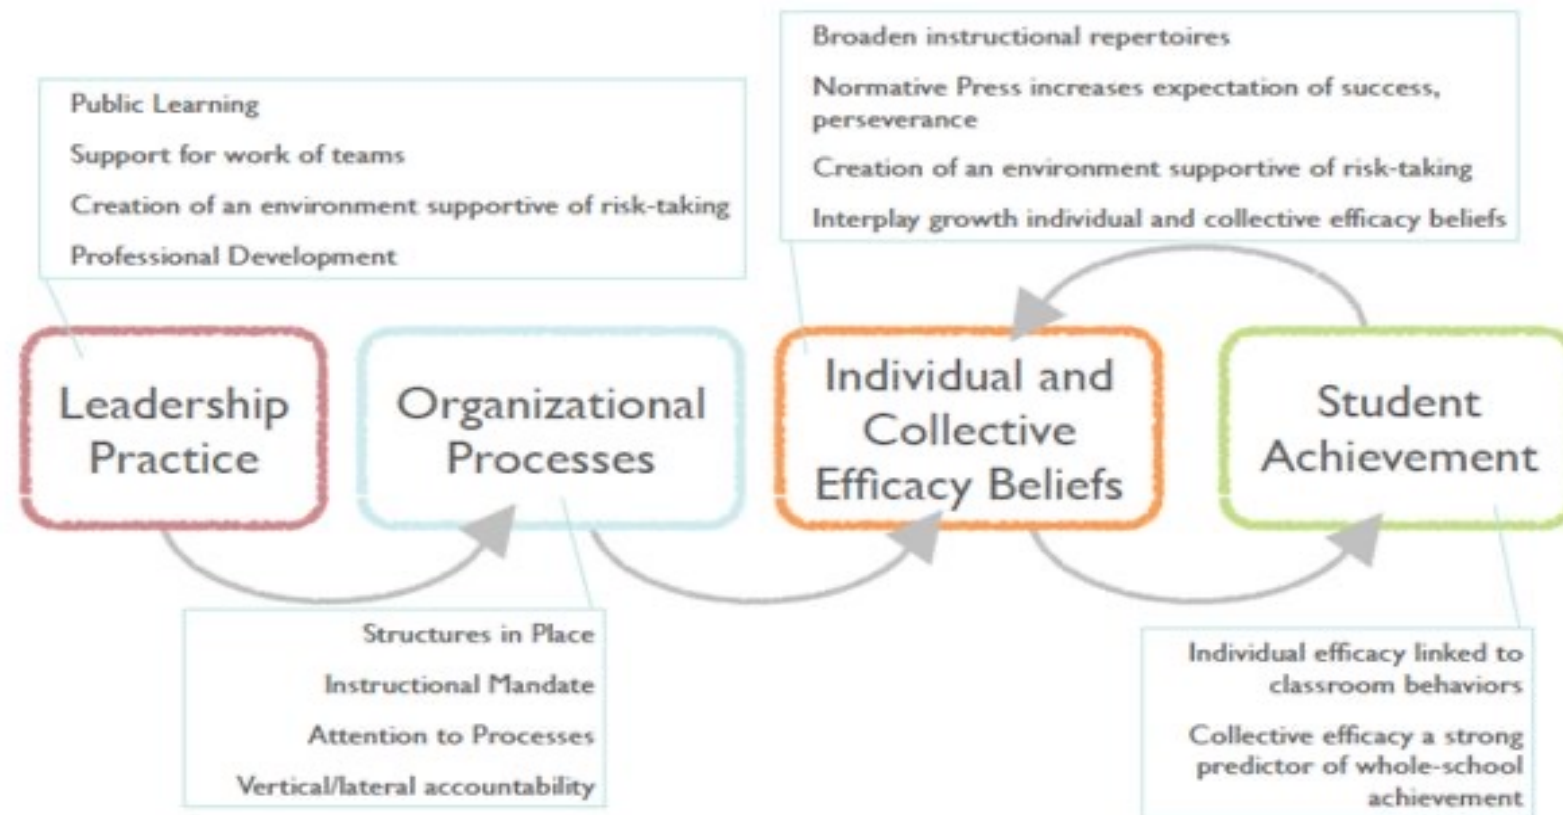 Public Learning
Support for work of teams
Creation of an environment supportive of risk-taking
Professional Development
Broaden instructional repertoires
Normative Press increases expectation of success,
perseverance
Creation of an environment supportive of risk-taking
Interplay growth individual and collective efficacy beliefs
Leadership
Practice
Organizational
Processes
Individual and
Collective
Efficacy Beliefs
Student
Achievement
Structures in Place
Instructional Mandate
Attention to Processes
Vertical/lateral accountability
Individual efficacy linked to
classroom behaviors
Collective efficacy a strong
predictor of whole-school
achievement